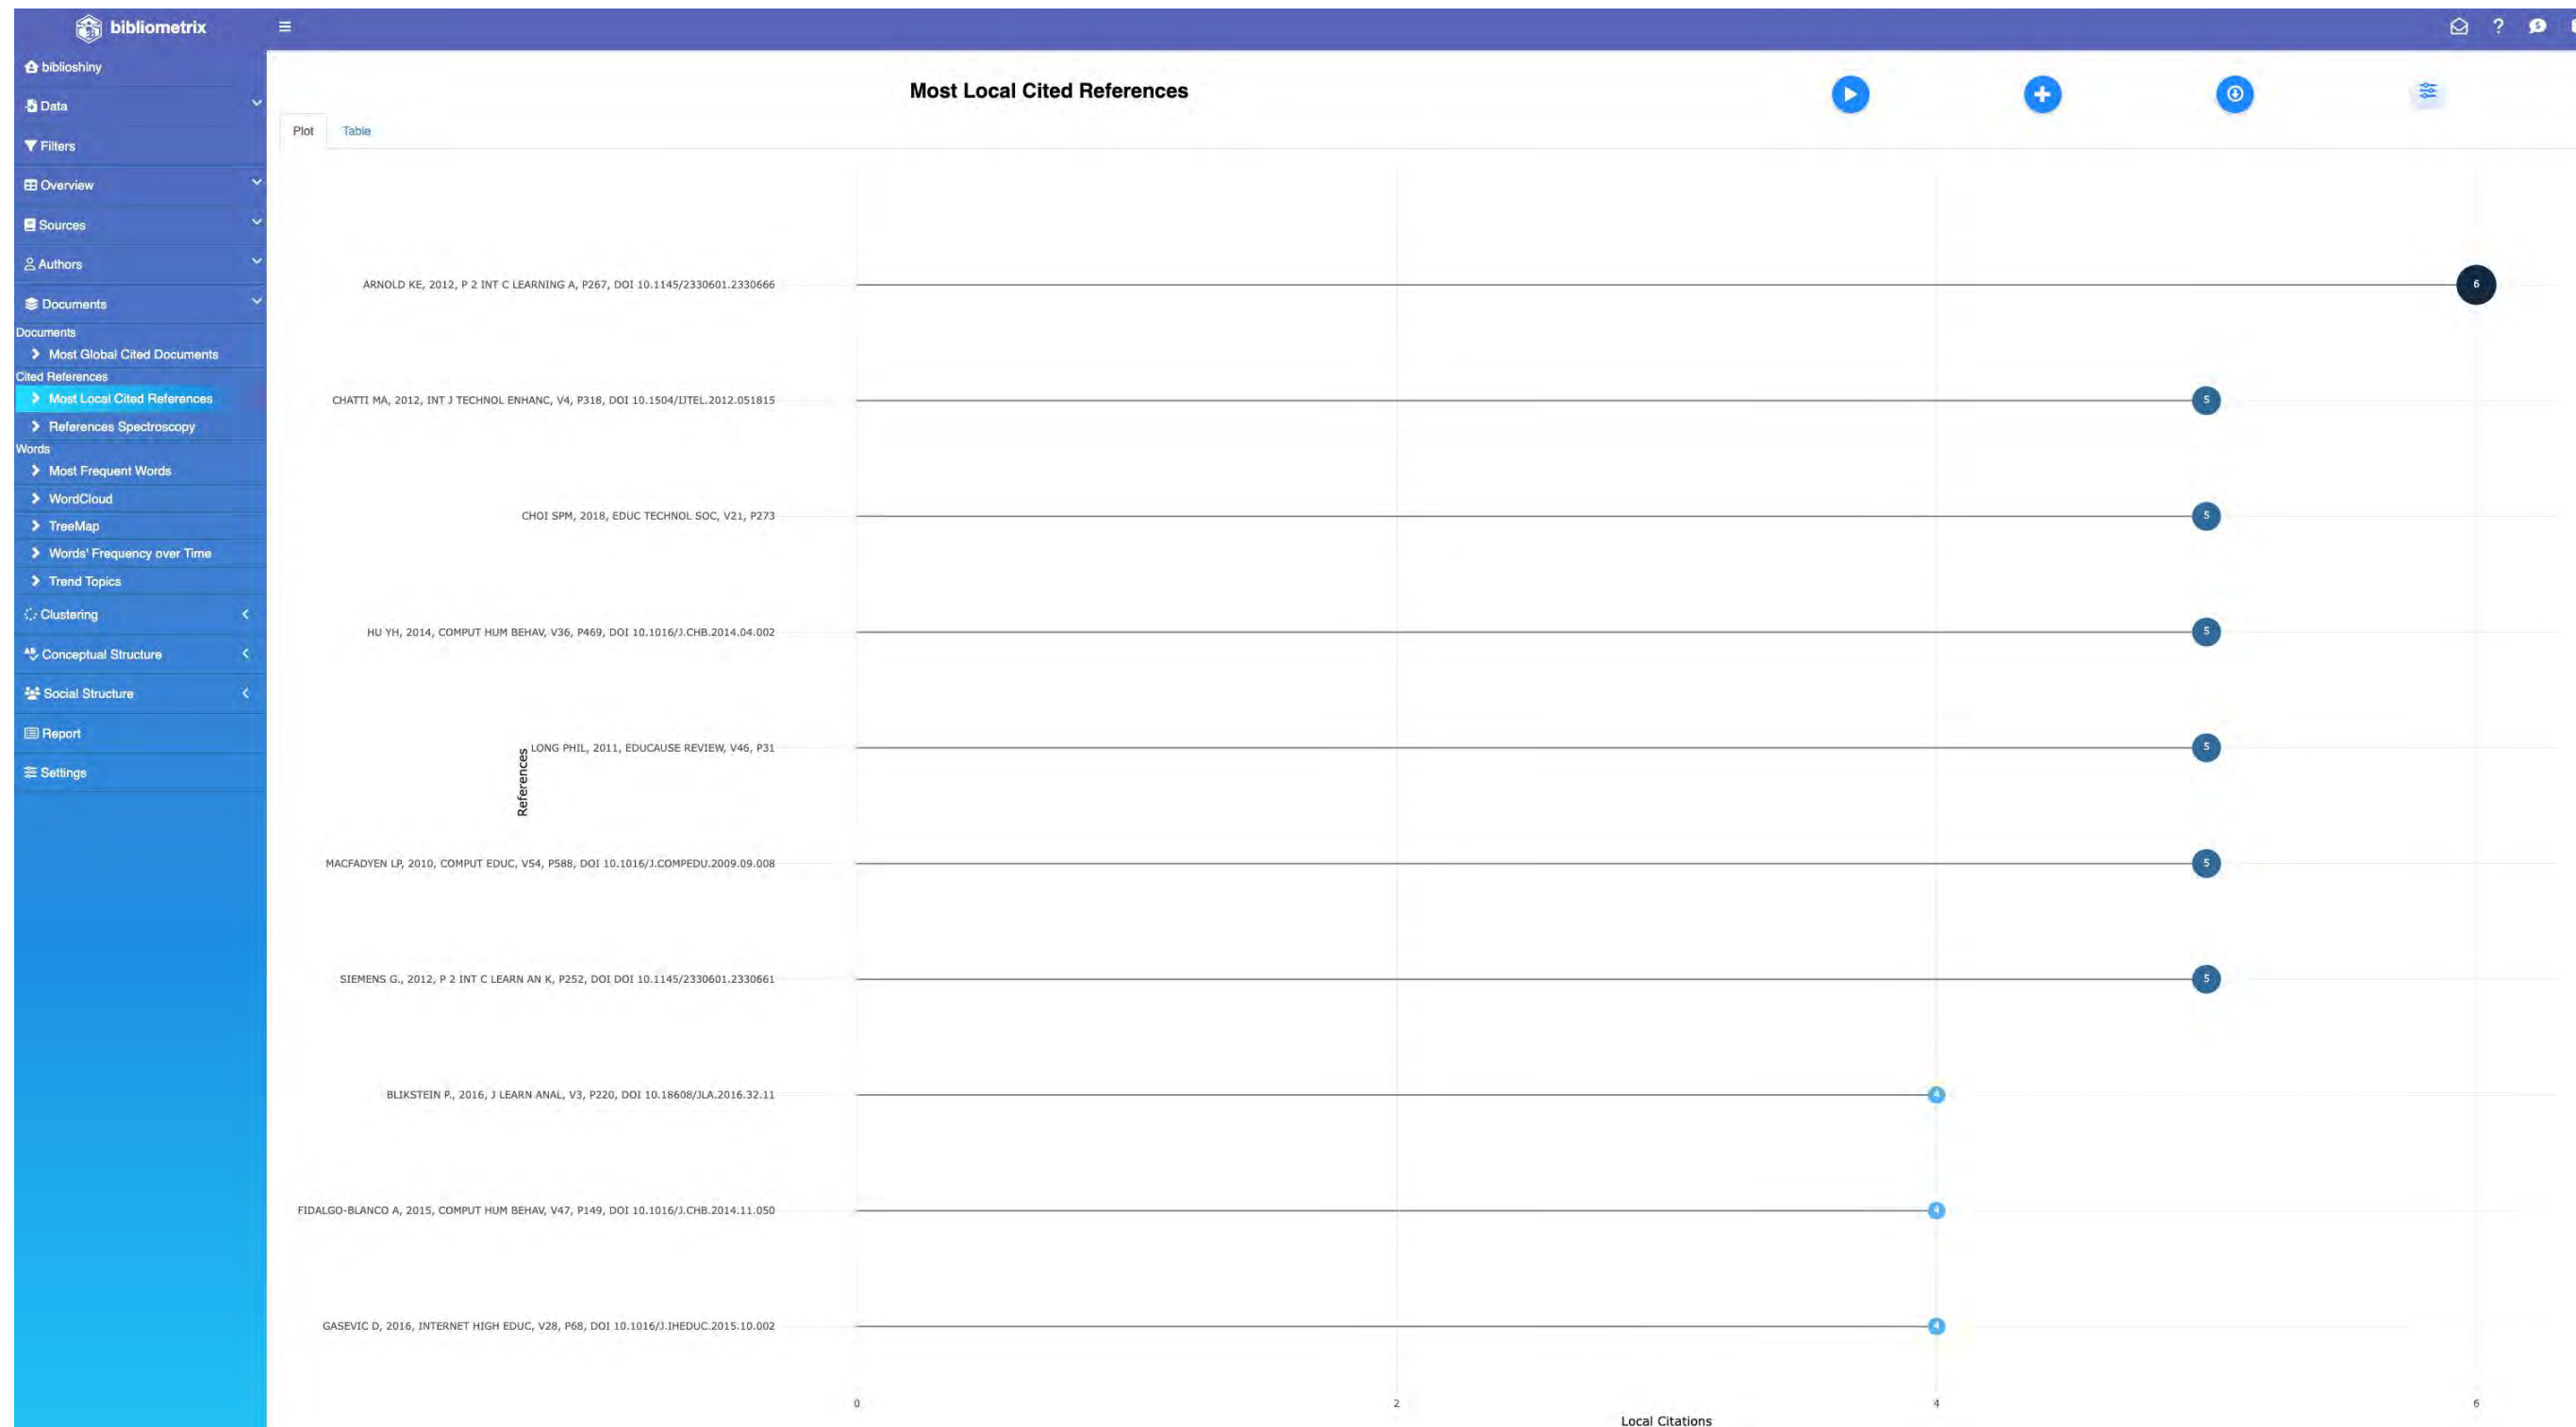 bibliometrix
biblioshiny
Data
Filters
Overview
Sources
Authors
Documents
Documents
Most Global Cited Documents
Cited References
Most Local Cited References
References Spectroscopy
Words
Most Frequent Words
WordCloud
TreeMap
Words' Frequency over Time
Trend Topics
Clustering
Conceptual Structure
Social Structure
Report
Settings
Most Local Cited References
Plot Table
ARNOLD KE, 2012, P 2 INT C LEARNING A, P267, DOI 10.1145/2330601.2330666 6
CHATTI MA, 2012, INT J TECHNOL ENHANC, V4, P318, DOI 10.1504/IJTEL.2012.051815 5
CHOI SPM, 2018, EDUC TECHNOL SOC, V21, P273 5
HU YH, 2014, COMPUT HUM BEHAV, V36, P469, DOI 10.1016/J.CHB.2014.04.002 5
LONG PHIL, 2011, EDUCAUSE REVIEW, V46, P31 5
References
MACFADYEN LP, 2010, COMPUT EDUC, V54, P588, DOI 10.1016/J.COMPEDU.2009.09.008 5
SIEMENS G., 2012, P 2 INT C LEARN AN K, P252, DOI DOI 10.1145/2330601.2330661 5
BLIKSTEIN P., 2016, J LEARN ANAL, V3, P220, DOI 10.18608/JLA.2016.32.11 4
FIDALGO-BLANCO A, 2015, COMPUT HUM BEHAV, V47, P149, DOI 10.1016/J.CHB.2014.11.050 4
GASEVIC D, 2016, INTERNET HIGH EDUC, V28, P68, DOI 10.1016/J.IHEDUC.2015.10.002 4
0 2 4 6
Local Citations